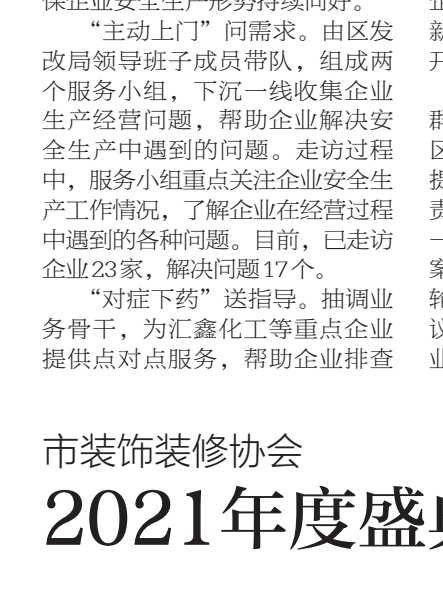 保企业安全生产形势持续向好。
“主动上门”问需求。由区发
改局领导班子成员带队，组成两
个服务小组，下沉一线收集企业
生产经营问题，帮助企业解决安
全生产中遇到的问题。走访过程
中，服务小组重点关注企业安全生
产工作情况，了解企业在经营过程
中遇到的各种问题。目前，已走访
企业23家，解决问题17个。
“对症下药”送指导。抽调业
务骨干，为汇鑫化工等重点企业
提供点对点服务，帮助企业排查
市装饰装修协会
2021年度盛